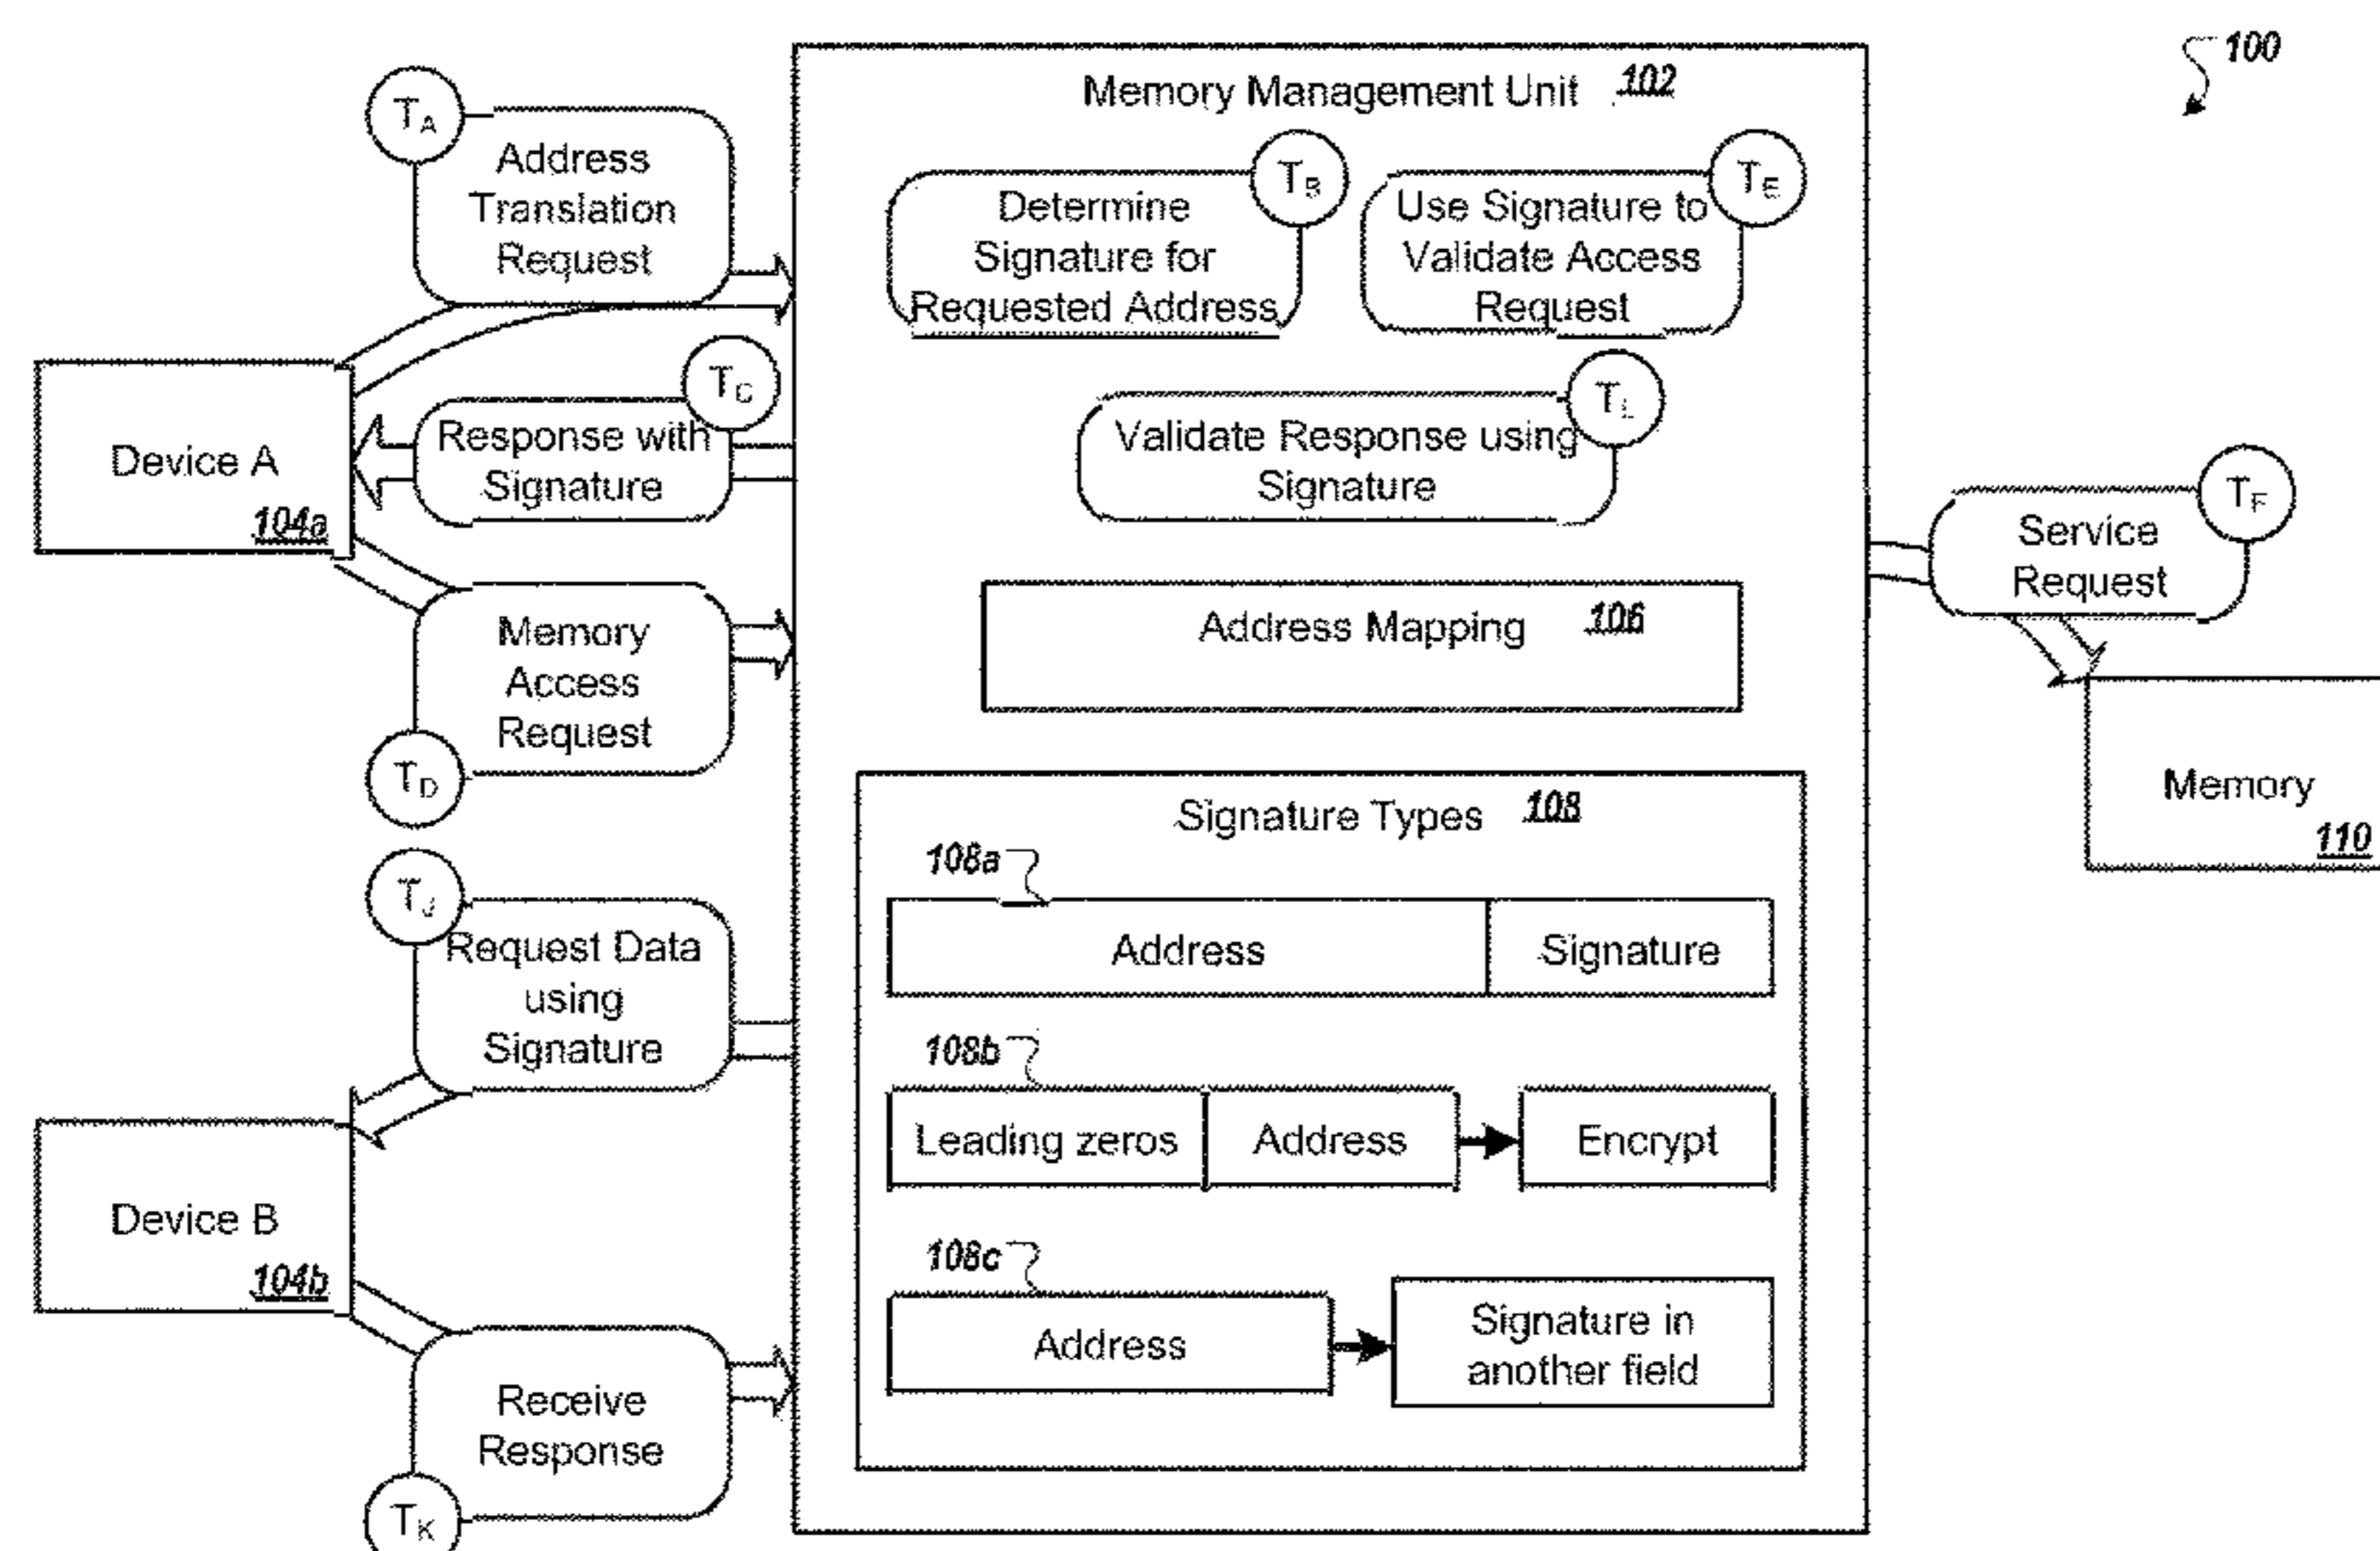 100
Memory Management Unit 102
TA
Address
Translation
Request
TB
Determine
Signature for
Requested Address
TE
Use Signature to
Validate Access
Request
TC
Response with
Signature
TL
Validate Response using
Signature
Device A
104a
TF
Service
Request
Memory
Access
Request
TD
Address Mapping 106
Memory
110
Signature Types 108
108a
Address Signature
TJ
Request Data
using
Signature
108b
Leading zeros Address Encrypt
Device B
104b
108c
Address
Signature in
another field
Receive
Response
TK